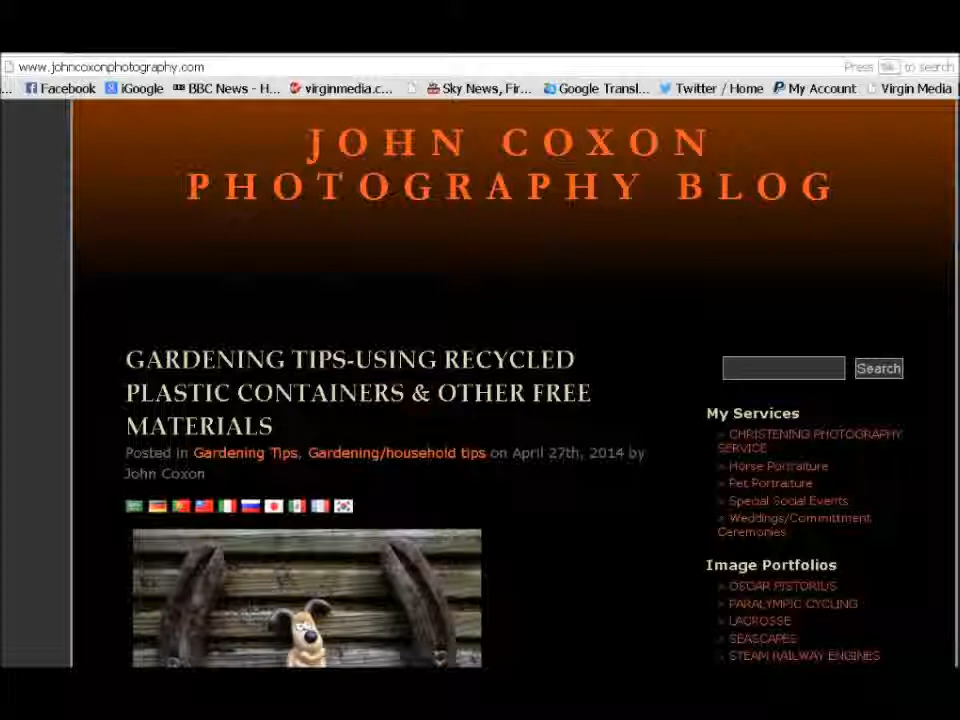 www.johncoxonphotography.com
Press Tab to search
... Facebook iGoogle BBC News - H... virginmedia.c... Sky News, Fir... Google Transl... Twitter / Home My Account Virgin Media
JOHN COXON
PHOTOGRAPHY BLOG
GARDENING TIPS-USING RECYCLED
PLASTIC CONTAINERS & OTHER FREE
MATERIALS
Posted in Gardening Tips, Gardening/household tips on April 27th, 2014 by
John Coxon
Search
My Services
» CHRISTENING PHOTOGRAPHY
SERVICE
» Horse Portraiture
» Pet Portraiture
» Special Social Events
» Weddings/Committment
Ceremonies
Image Portfolios
» OSCAR PISTORIUS
» PARALYMPIC CYCLING
» LACROSSE
» SEASCAPES
» STEAM RAILWAY ENGINES